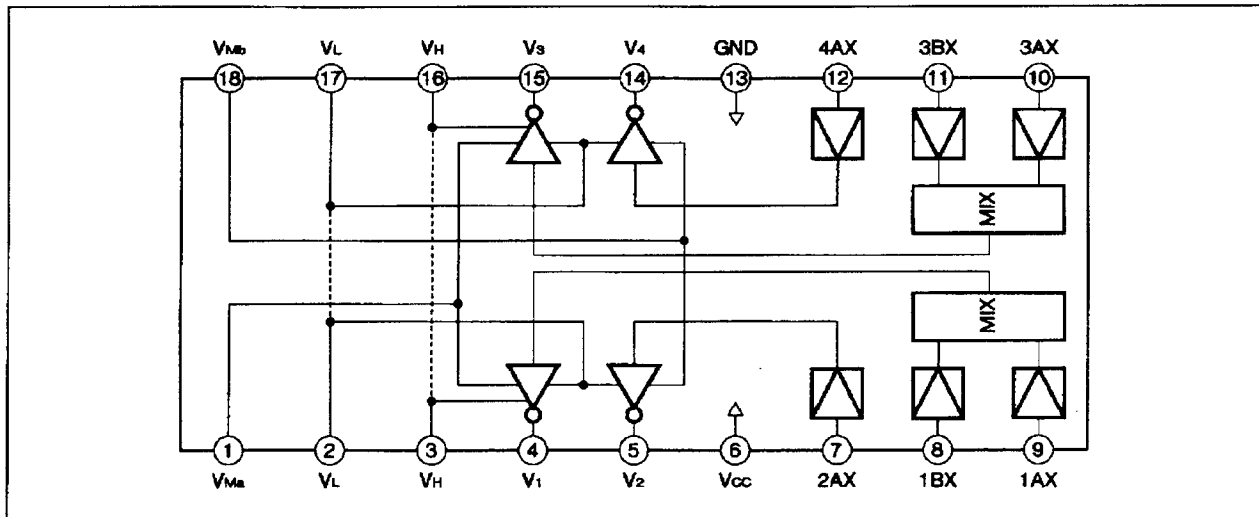 VMb VL VH V3 V4 GND 4AX 3BX 3AX
18 17 16 15 14 13 12 11 10
MIX
MIX
1 2 3 4 5 6 7 8 9
VMa VL VH V1 V2 VCC 2AX 1BX 1AX